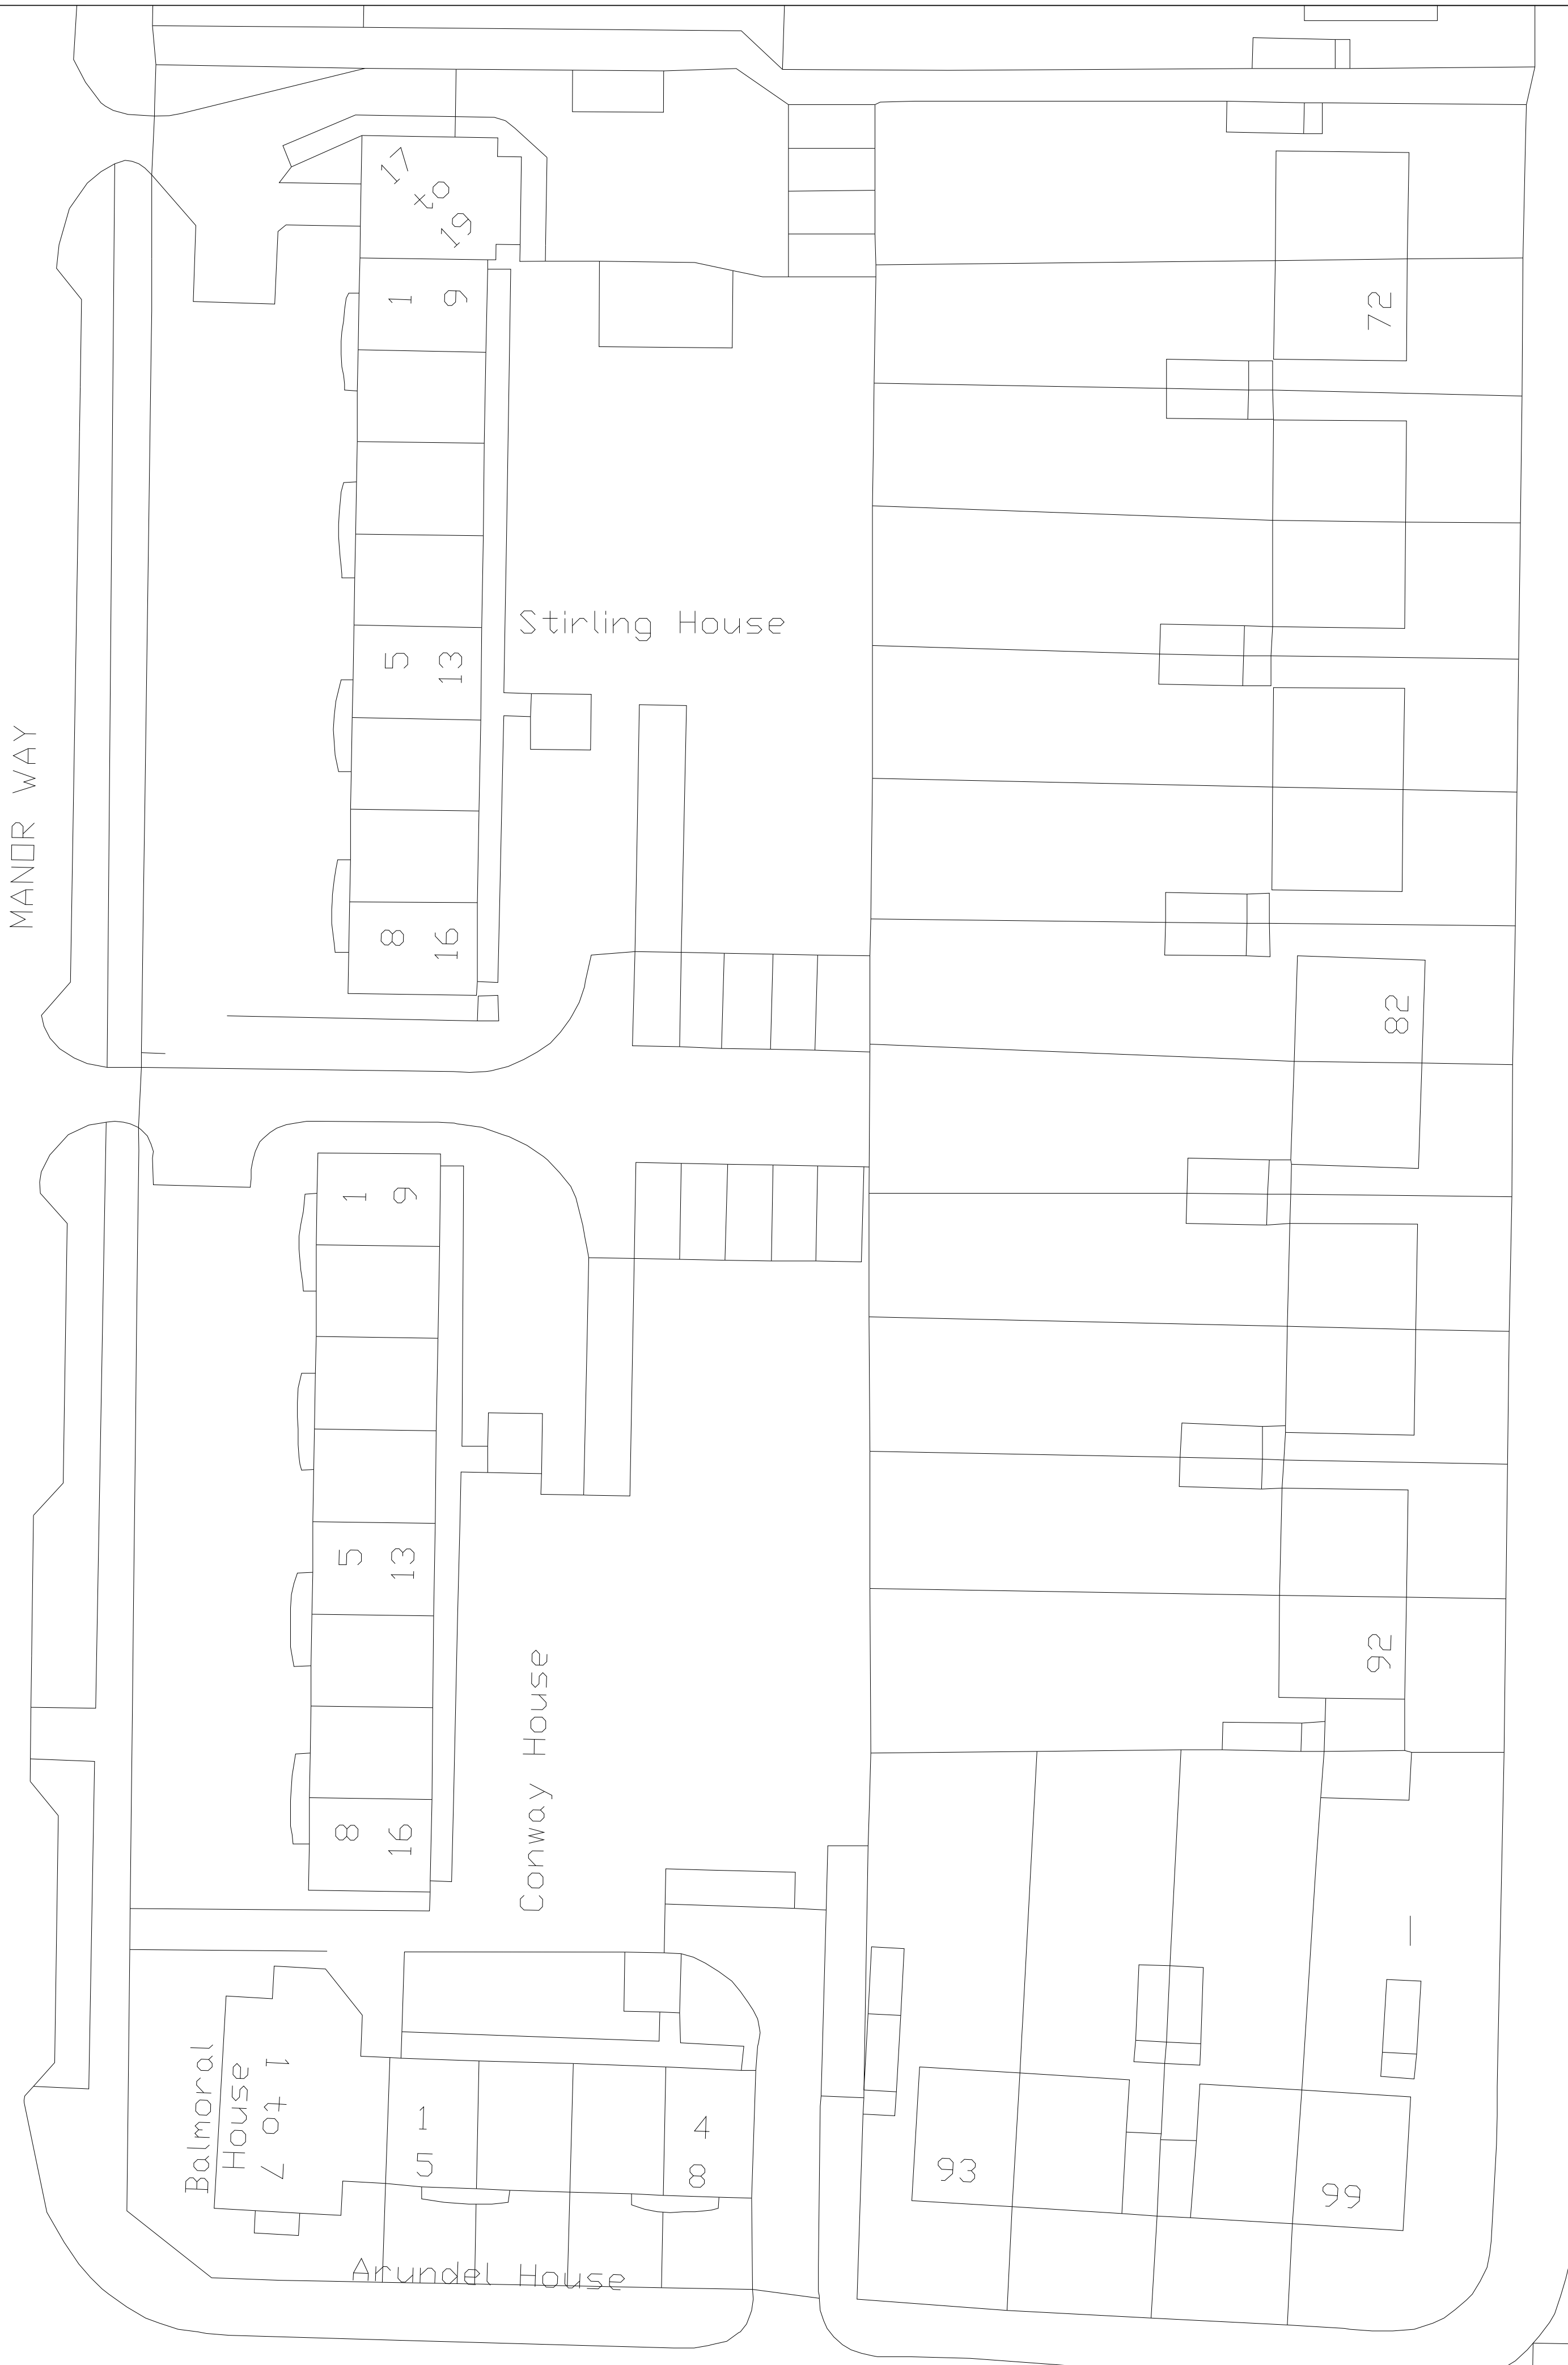 17
to
19
1 9
72
Stirling House
5 13
MANOR WAY
8 16
82
1 9
5 13
92
Conway House
8 16
Balmoral
House
1 to 7
1
5
4
8
93
99
Arundel House